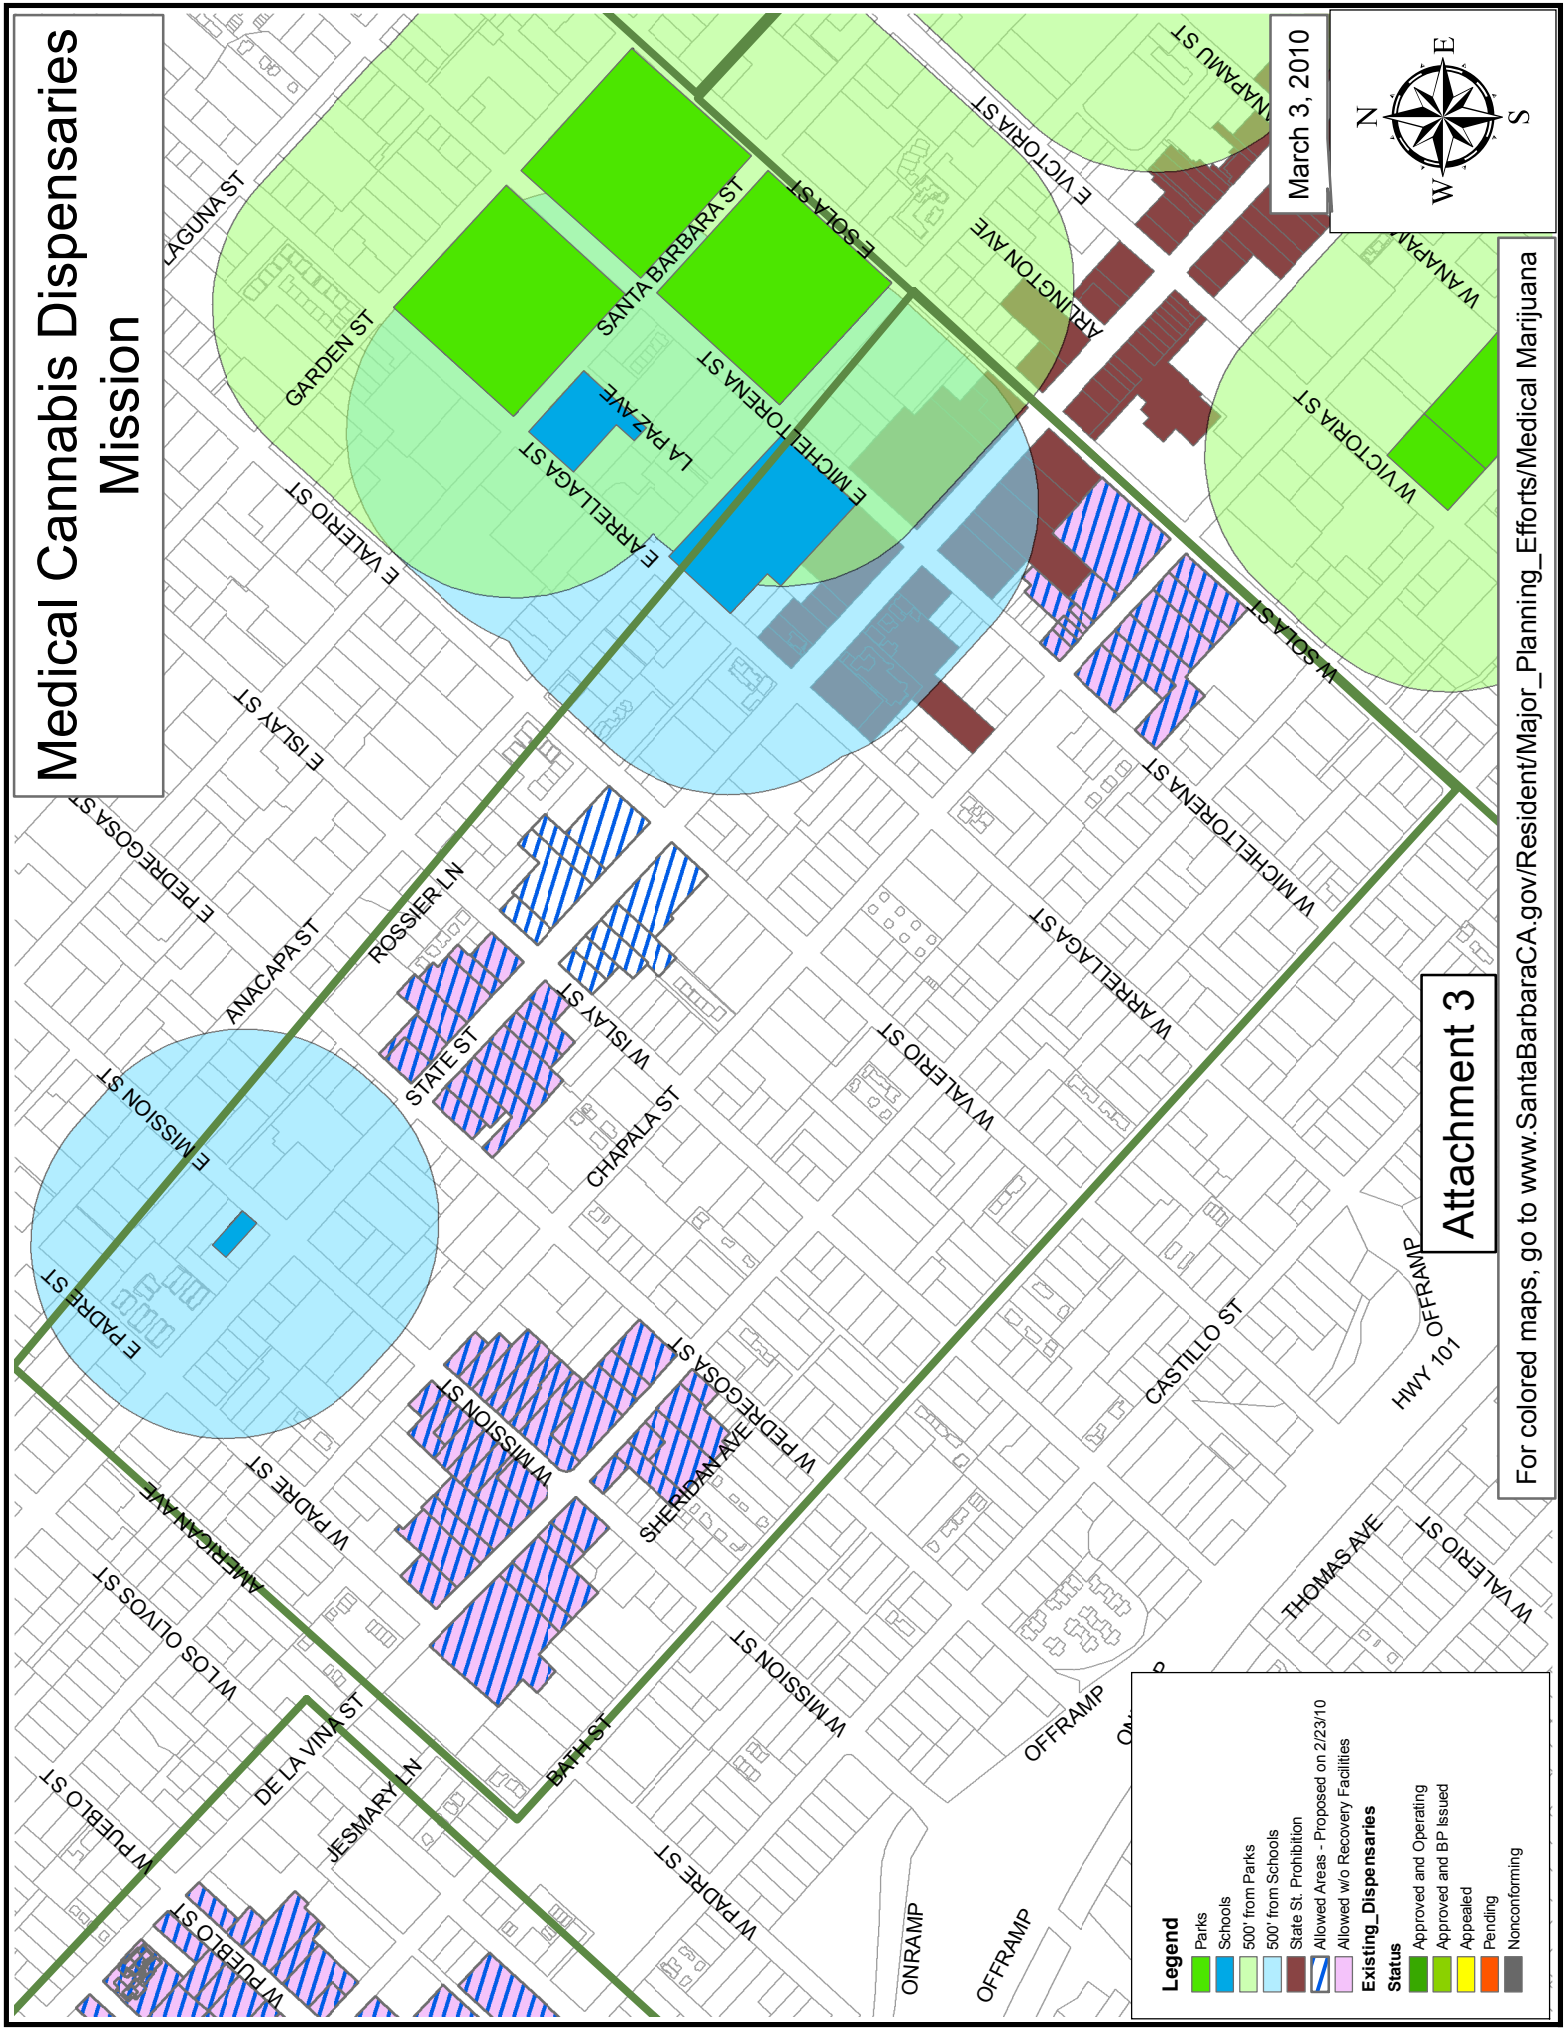 Medical Cannabis Dispensaries
Mission
March 3, 2010
N
E
S
W
For colored maps, go to www.SantaBarbaraCA.gov/Resident/Major_Planning_Efforts/Medical Marijuana
Attachment 3
LAGUNA ST
GARDEN ST
SANTA BARBARA ST
E SOLA ST
E VICTORIA ST
ARLINGTON AVE
W VICTORIA ST
E MICHELTORENA ST
LA PAZ AVE
E ARRELLAGA ST
E VALERIO ST
E ISLAY ST
E PEDREGOSA ST
ROSSIER LN
ANACAPA ST
E MISSION ST
E PADRE ST
STATE ST
W ISLAY ST
CHAPALA ST
W SOLA ST
W MICHELTORENA ST
W ARRELLAGA ST
W VALERIO ST
W PEDREGOSA ST
SHERIDAN AVE
W MISSION ST
W PADRE ST
AMERICAN AVE
W LOS OLIVOS ST
DE LA VINA ST
JESMARY LN
W PUEBLO ST
W PUEBLO ST
BATH ST
W MISSION ST
W PADRE ST
CASTILLO ST
HWY 101
OFFRAMP
THOMAS AVE
W VALERIO ST
OFFRAMP
ONRAMP
OFFRAMP
Legend
Parks
Schools
500' from Parks
500' from Schools
State St. Prohibition
Allowed Areas - Proposed on 2/23/10
Allowed w/o Recovery Facilities
Existing_Dispensaries
Status
Approved and Operating
Approved and BP Issued
Appealed
Pending
Nonconforming